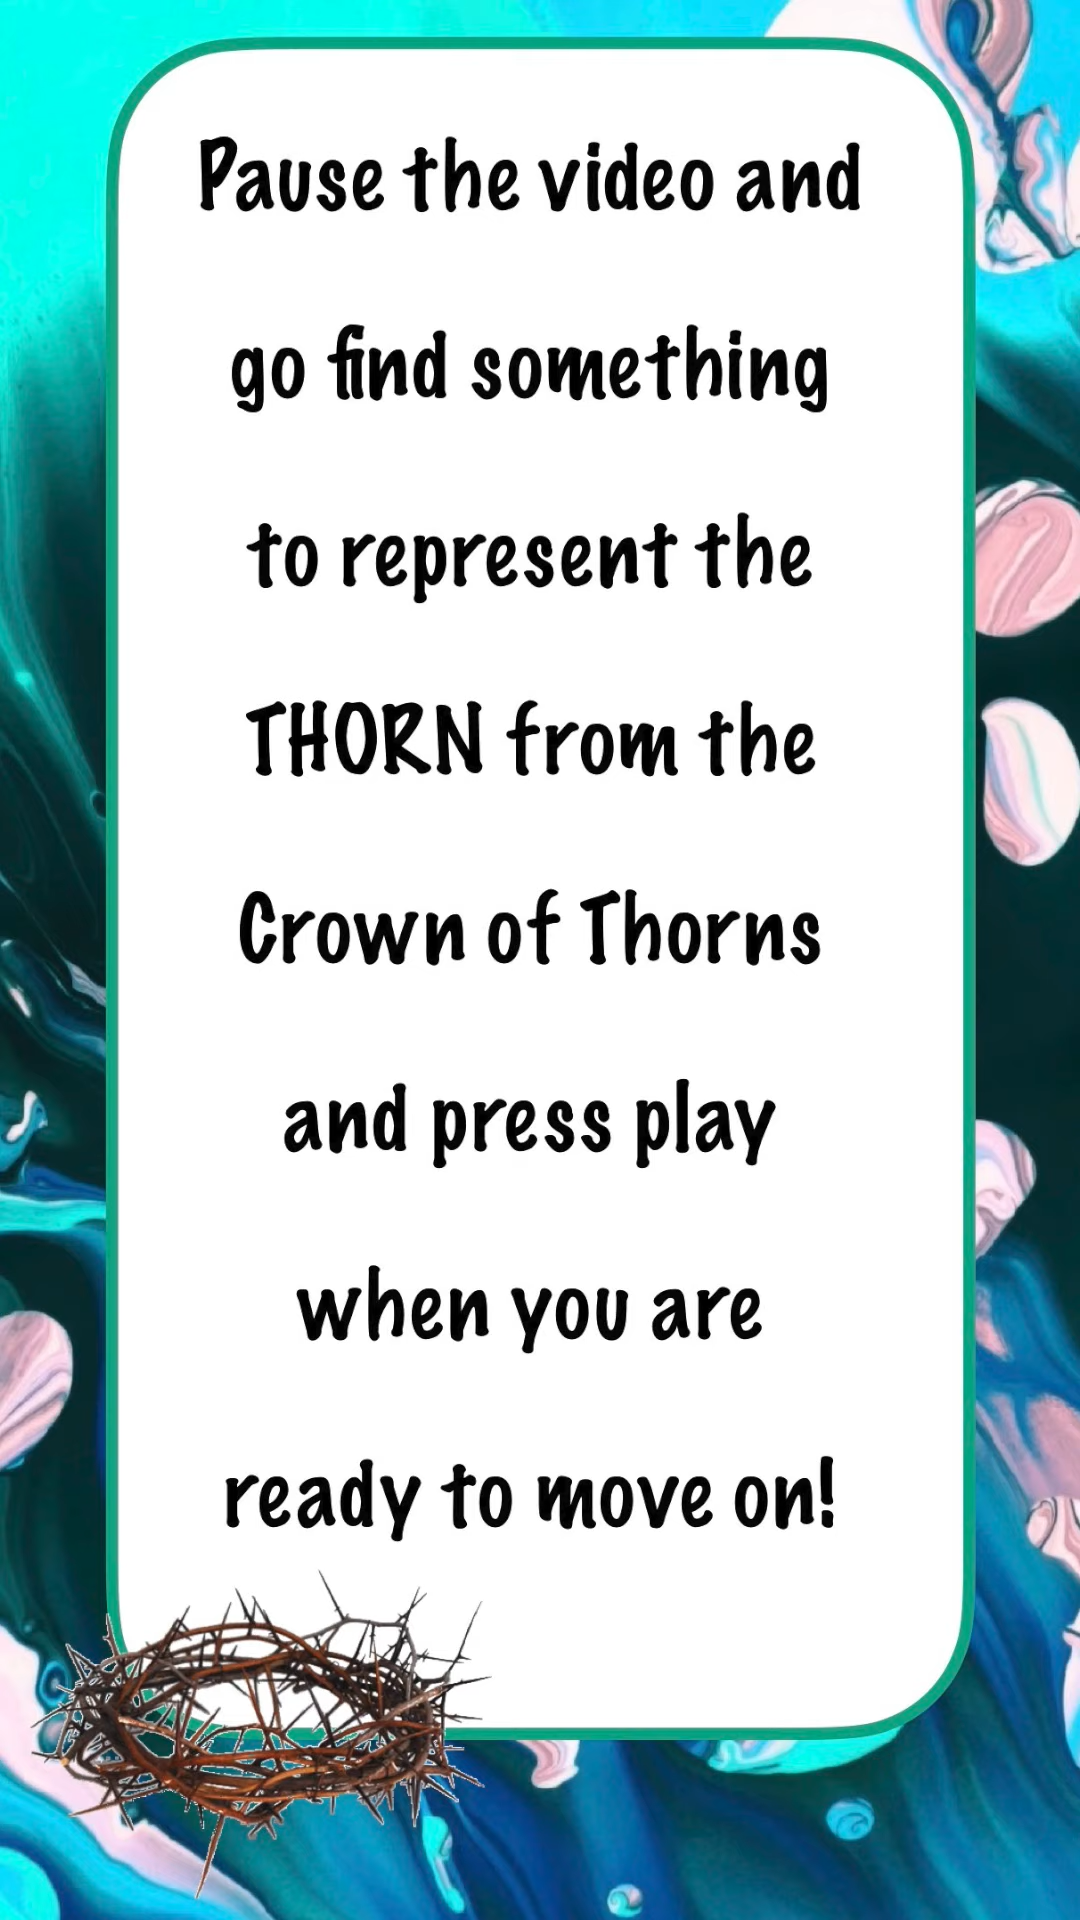 Pause the video and
go find something
to represent the
THORN from the
Crown of Thorns
and press play
when you are
ready to move on!